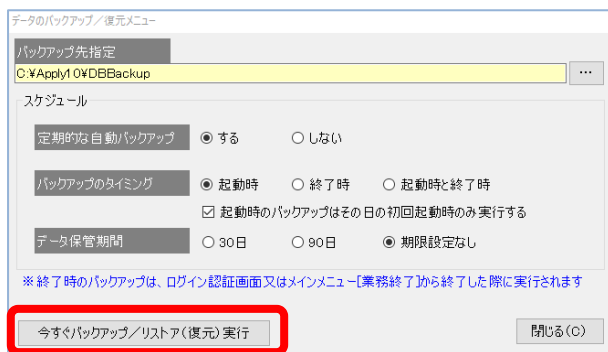 データのバックアップ／復元メニュー
バックアップ先指定
C:¥Apply10¥DBBackup
...
スケジュール
定期的な自動バックアップ する しない
バックアップのタイミング 起動時 終了時 起動時と終了時
起動時のバックアップはその日の初回起動時のみ実行する
データ保管期間 30日 90日 期限設定なし
※終了時のバックアップは、ログイン認証画面又はメインメニュー[業務終了]から終了した際に実行されます
今すぐバックアップ／リストア(復元)実行 閉じる(C)